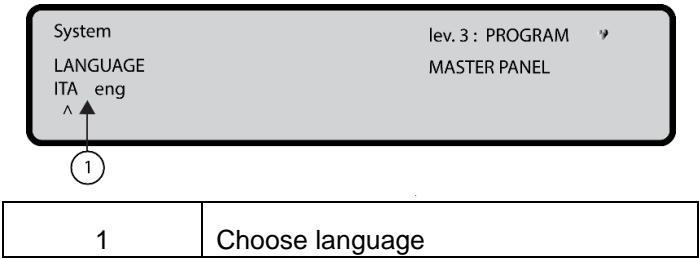 System lev. 3 : PROGRAM
LANGUAGE MASTER PANEL
ITA eng
^
1
1 Choose language